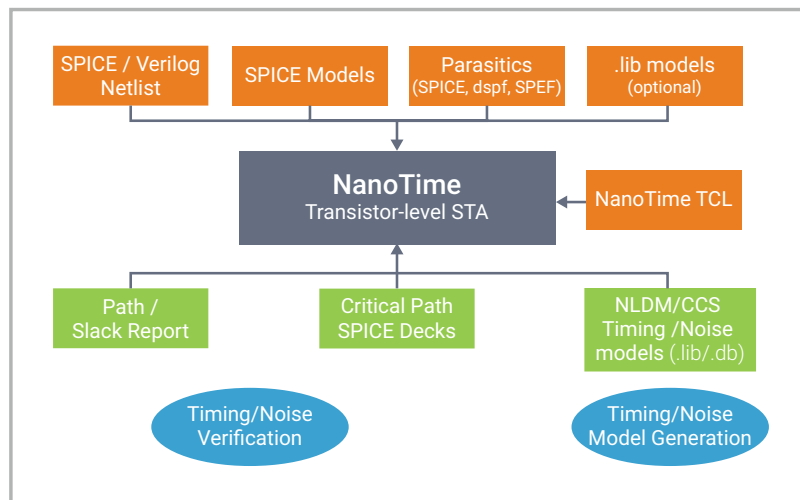 SPICE / Verilog
Netlist
SPICE Models
Parasitics
(SPICE, dspf, SPEF)
.lib models
(optional)
NanoTime
Transistor-level STA
NanoTime TCL
Path /
Slack Report
Critical Path
SPICE Decks
NLDM/CCS
Timing /Noise
models (.lib/.db)
Timing/Noise
Verification
Timing/Noise
Model Generation